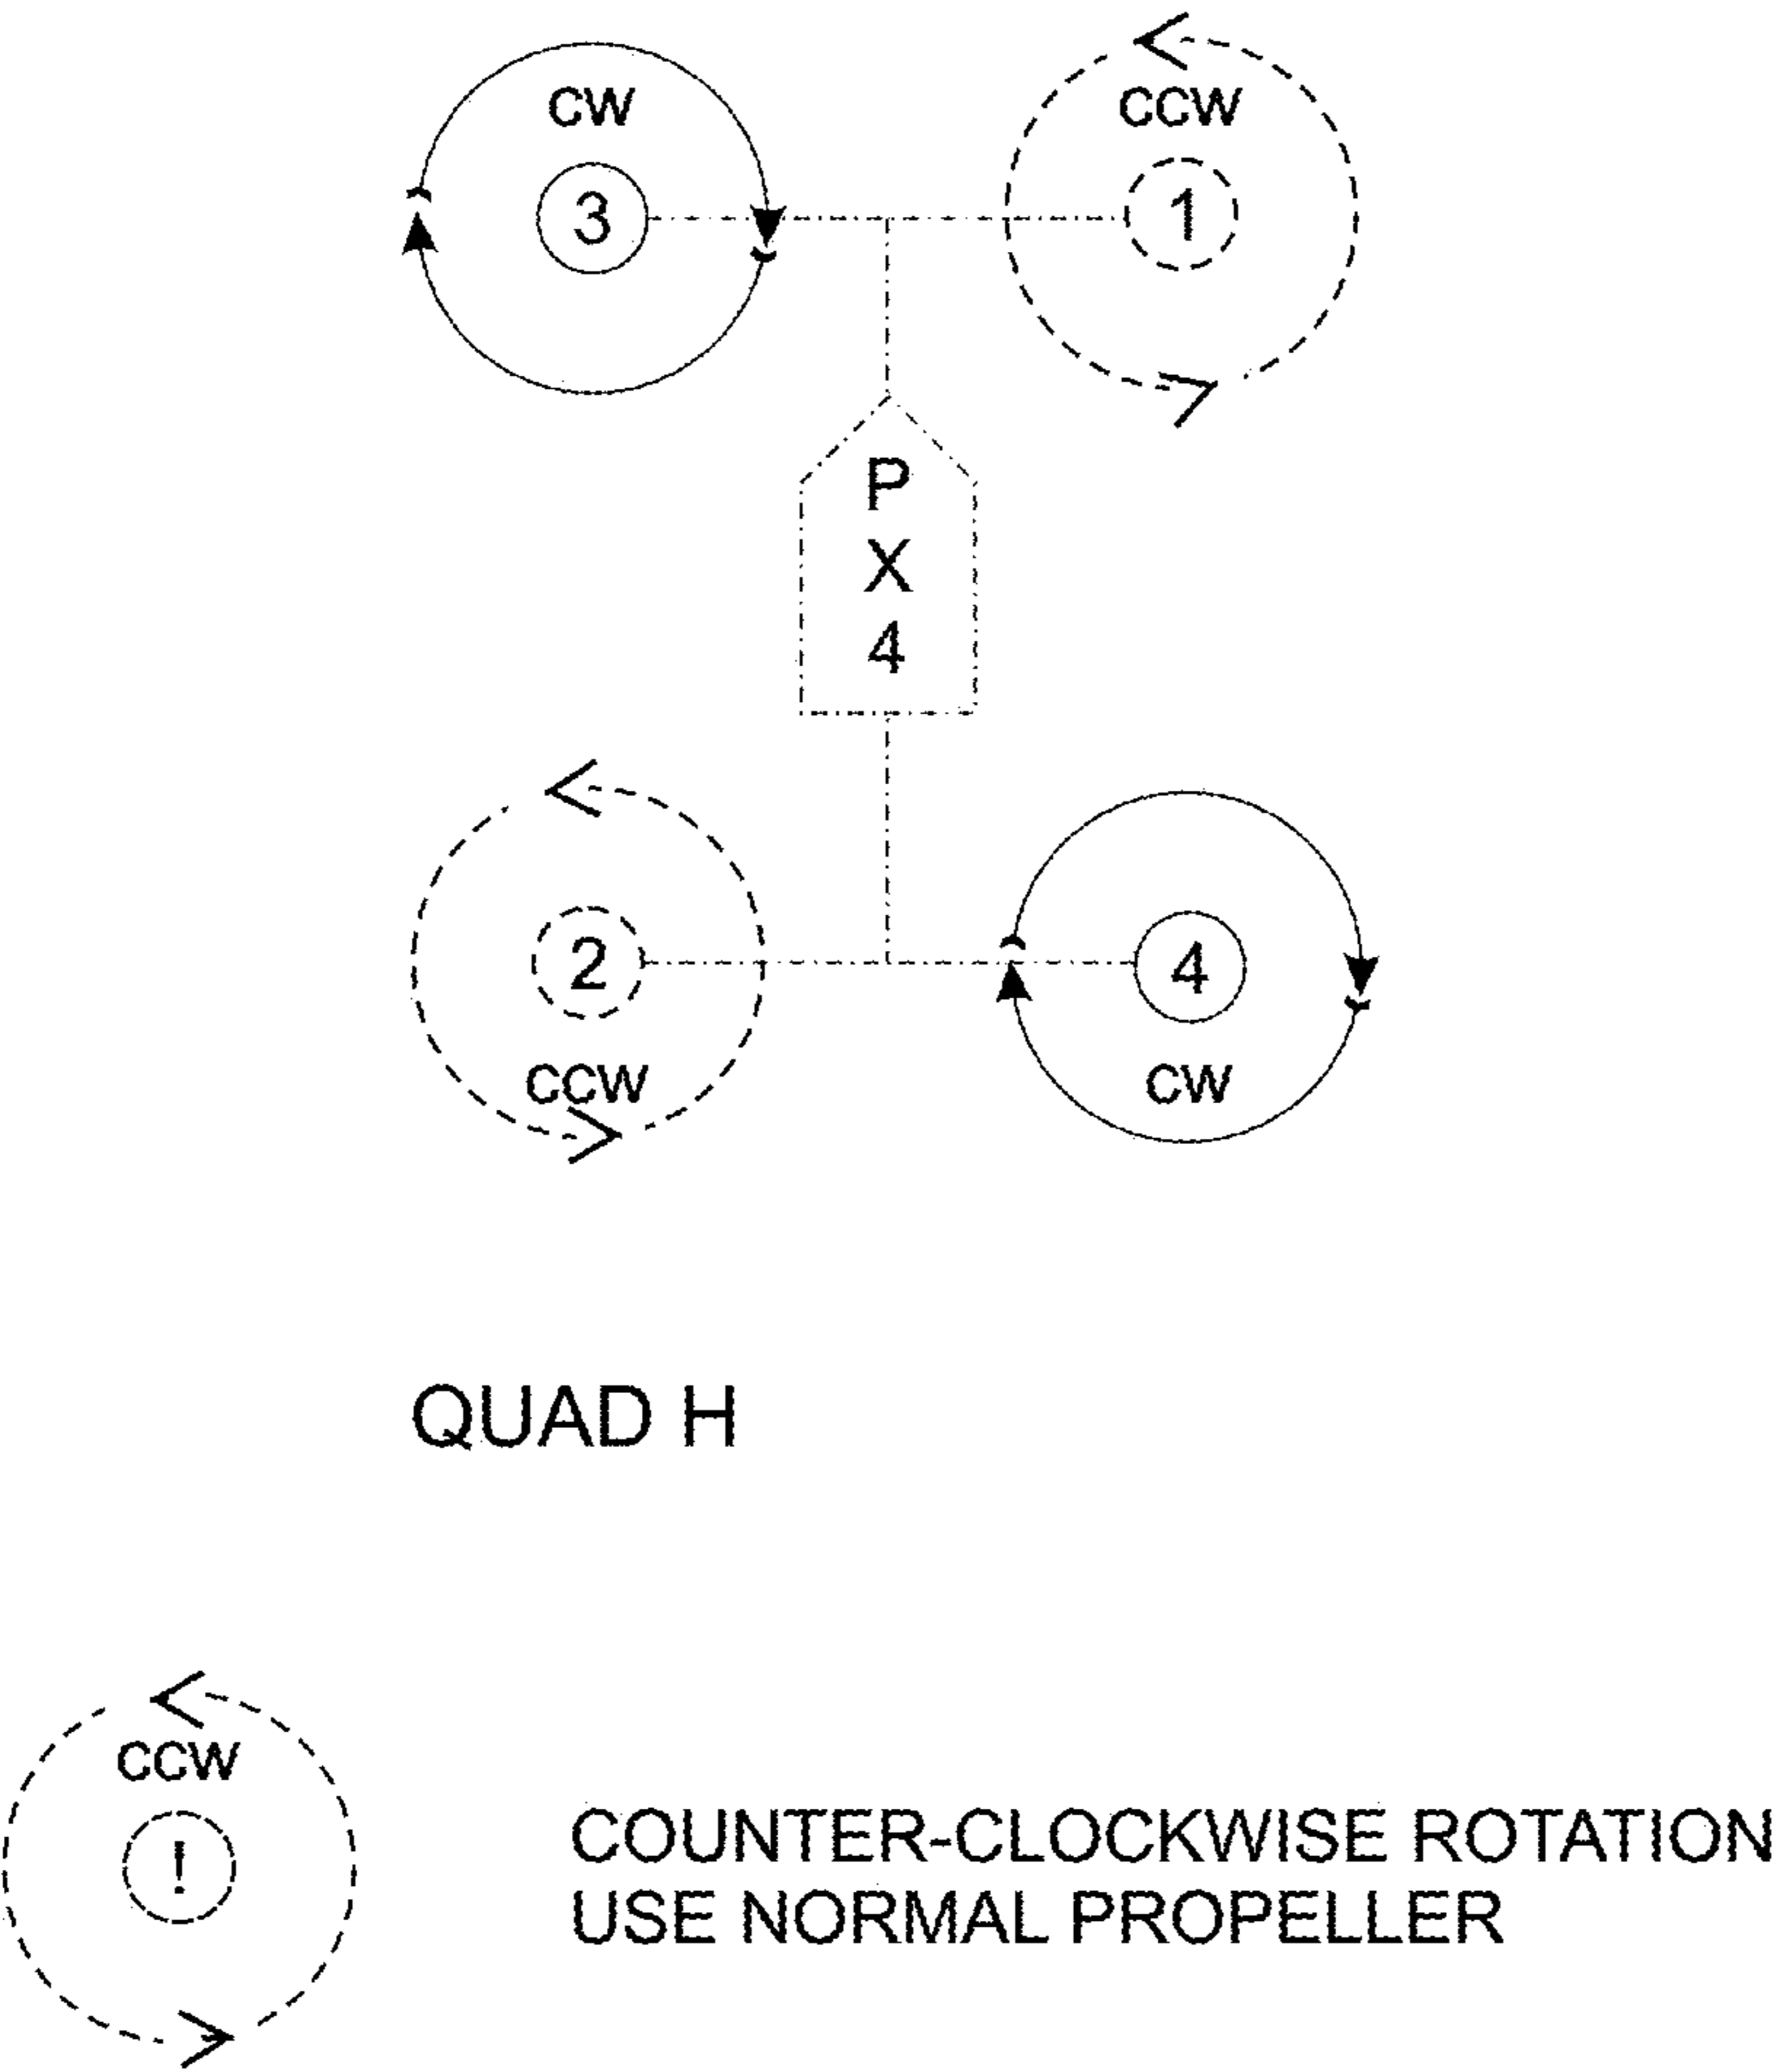 CW
CCW
3
1
P
X
4
2
4
CCW
CW
QUAD H
CCW
!
COUNTER-CLOCKWISE ROTATION
USE NORMAL PROPELLER